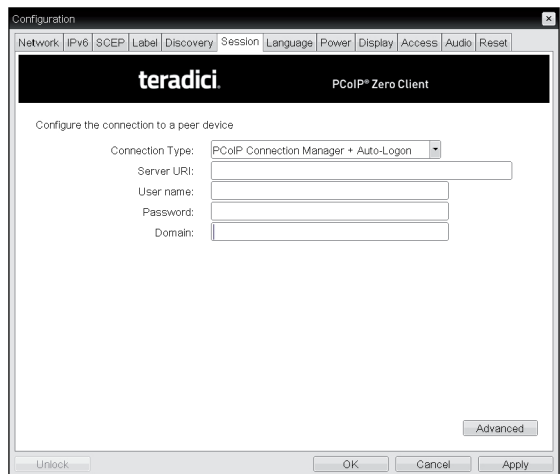 Configuration
Network IPv6 SCEP Label Discovery Session Language Power Display Access Audio Reset
teradici. PCoIP® Zero Client
Configure the connection to a peer device
Connection Type: PCoIP Connection Manager + Auto-Logon
Server URI:
User name:
Password:
Domain:
Advanced
Unlock OK Cancel Apply